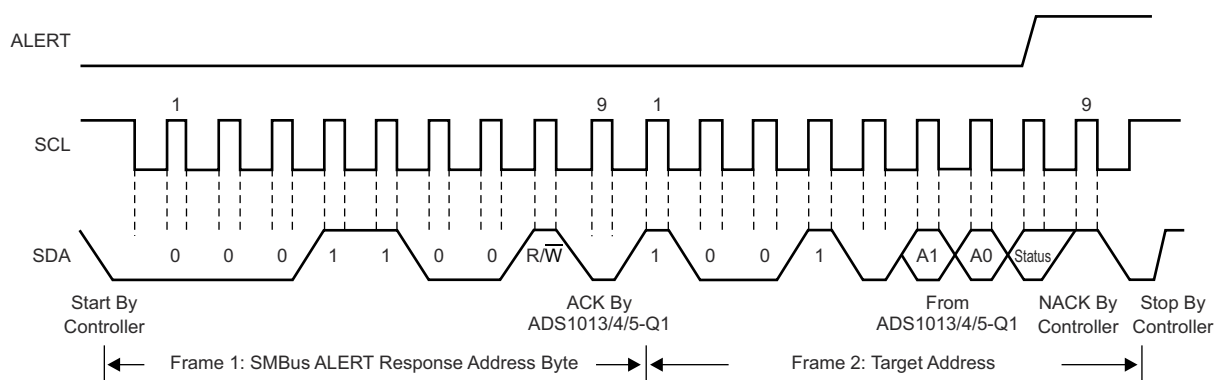 ALERT
1 9 1 9
SCL
SDA 0 0 0 1 1 0 0 R/W̅ 1 0 0 1 A1 A0 Status
Start By
Controller
ACK By
ADS1013/4/5-Q1
From
ADS1013/4/5-Q1
NACK By
Controller
Stop By
Controller
Frame 1: SMBus ALERT Response Address Byte
Frame 2: Target Address